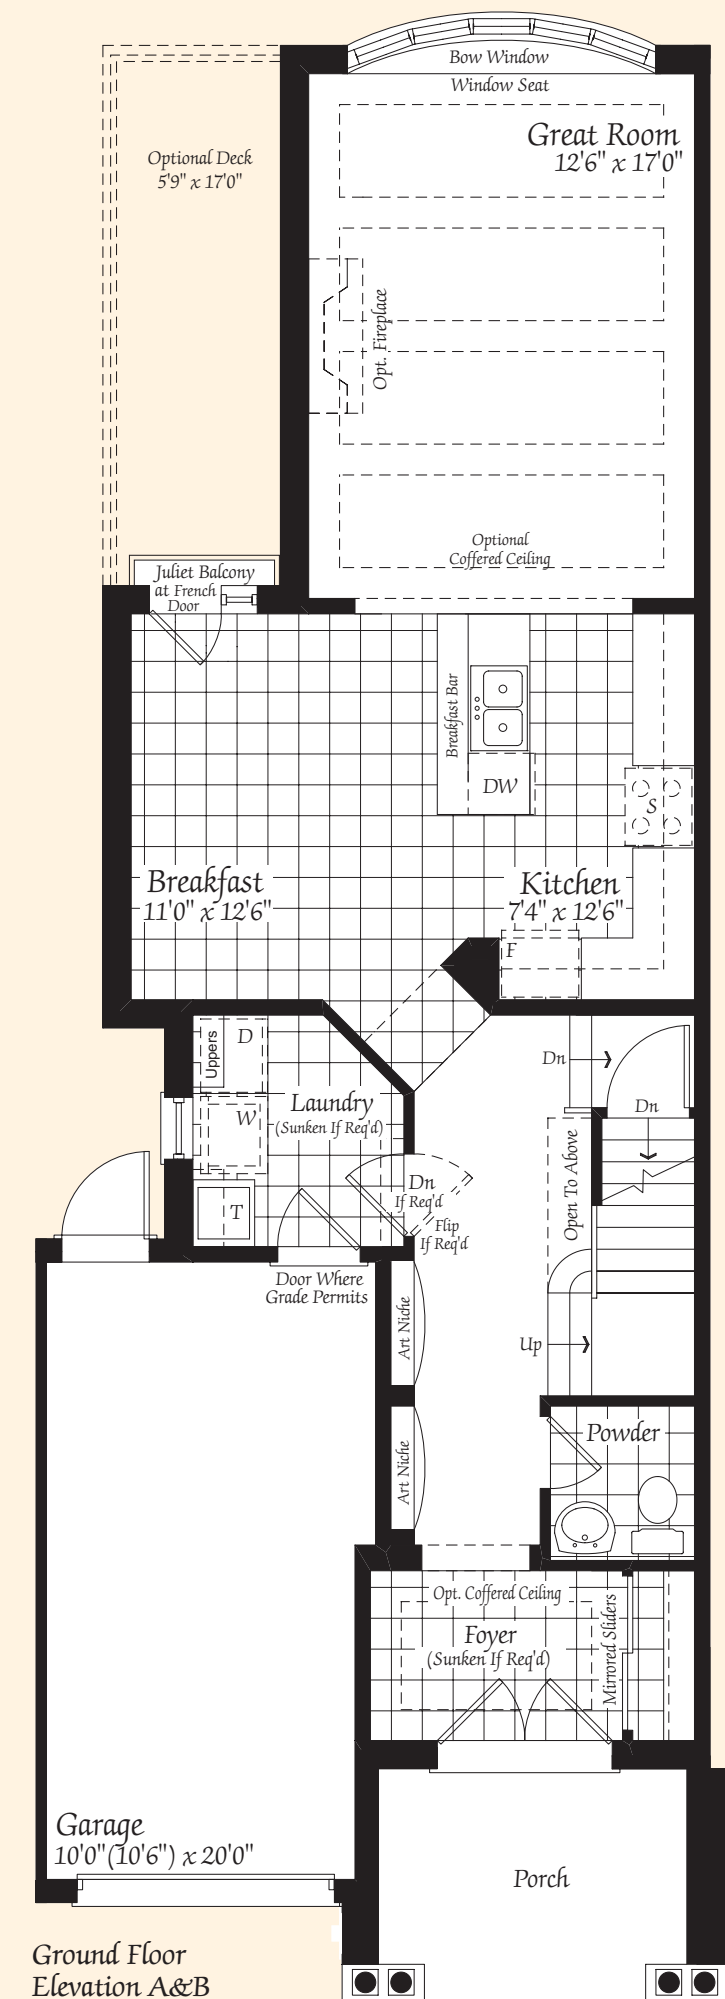 Bow Window
Window Seat
Great Room
12'6" x 17'0"
Optional Deck
5'9" x 17'0"
Opt. Fireplace
Optional
Coffered Ceiling
Juliet Balcony
at French
Door
Breakfast Bar
DW
S
Breakfast
11'0" x 12'6"
Kitchen
7'4" x 12'6"
F
Uppers
D
Dn
Laundry
(Sunken If Req'd)
W
Dn
Open To Above
T
Dn
If Req'd
Flip
If Req'd
Door Where
Grade Permits
Art Niche
Up
Powder
Art Niche
Opt. Coffered Ceiling
Foyer
(Sunken If Req'd)
Mirrored Sliders
Garage
10'0"(10'6") x 20'0"
Porch
Ground Floor
Elevation A&B